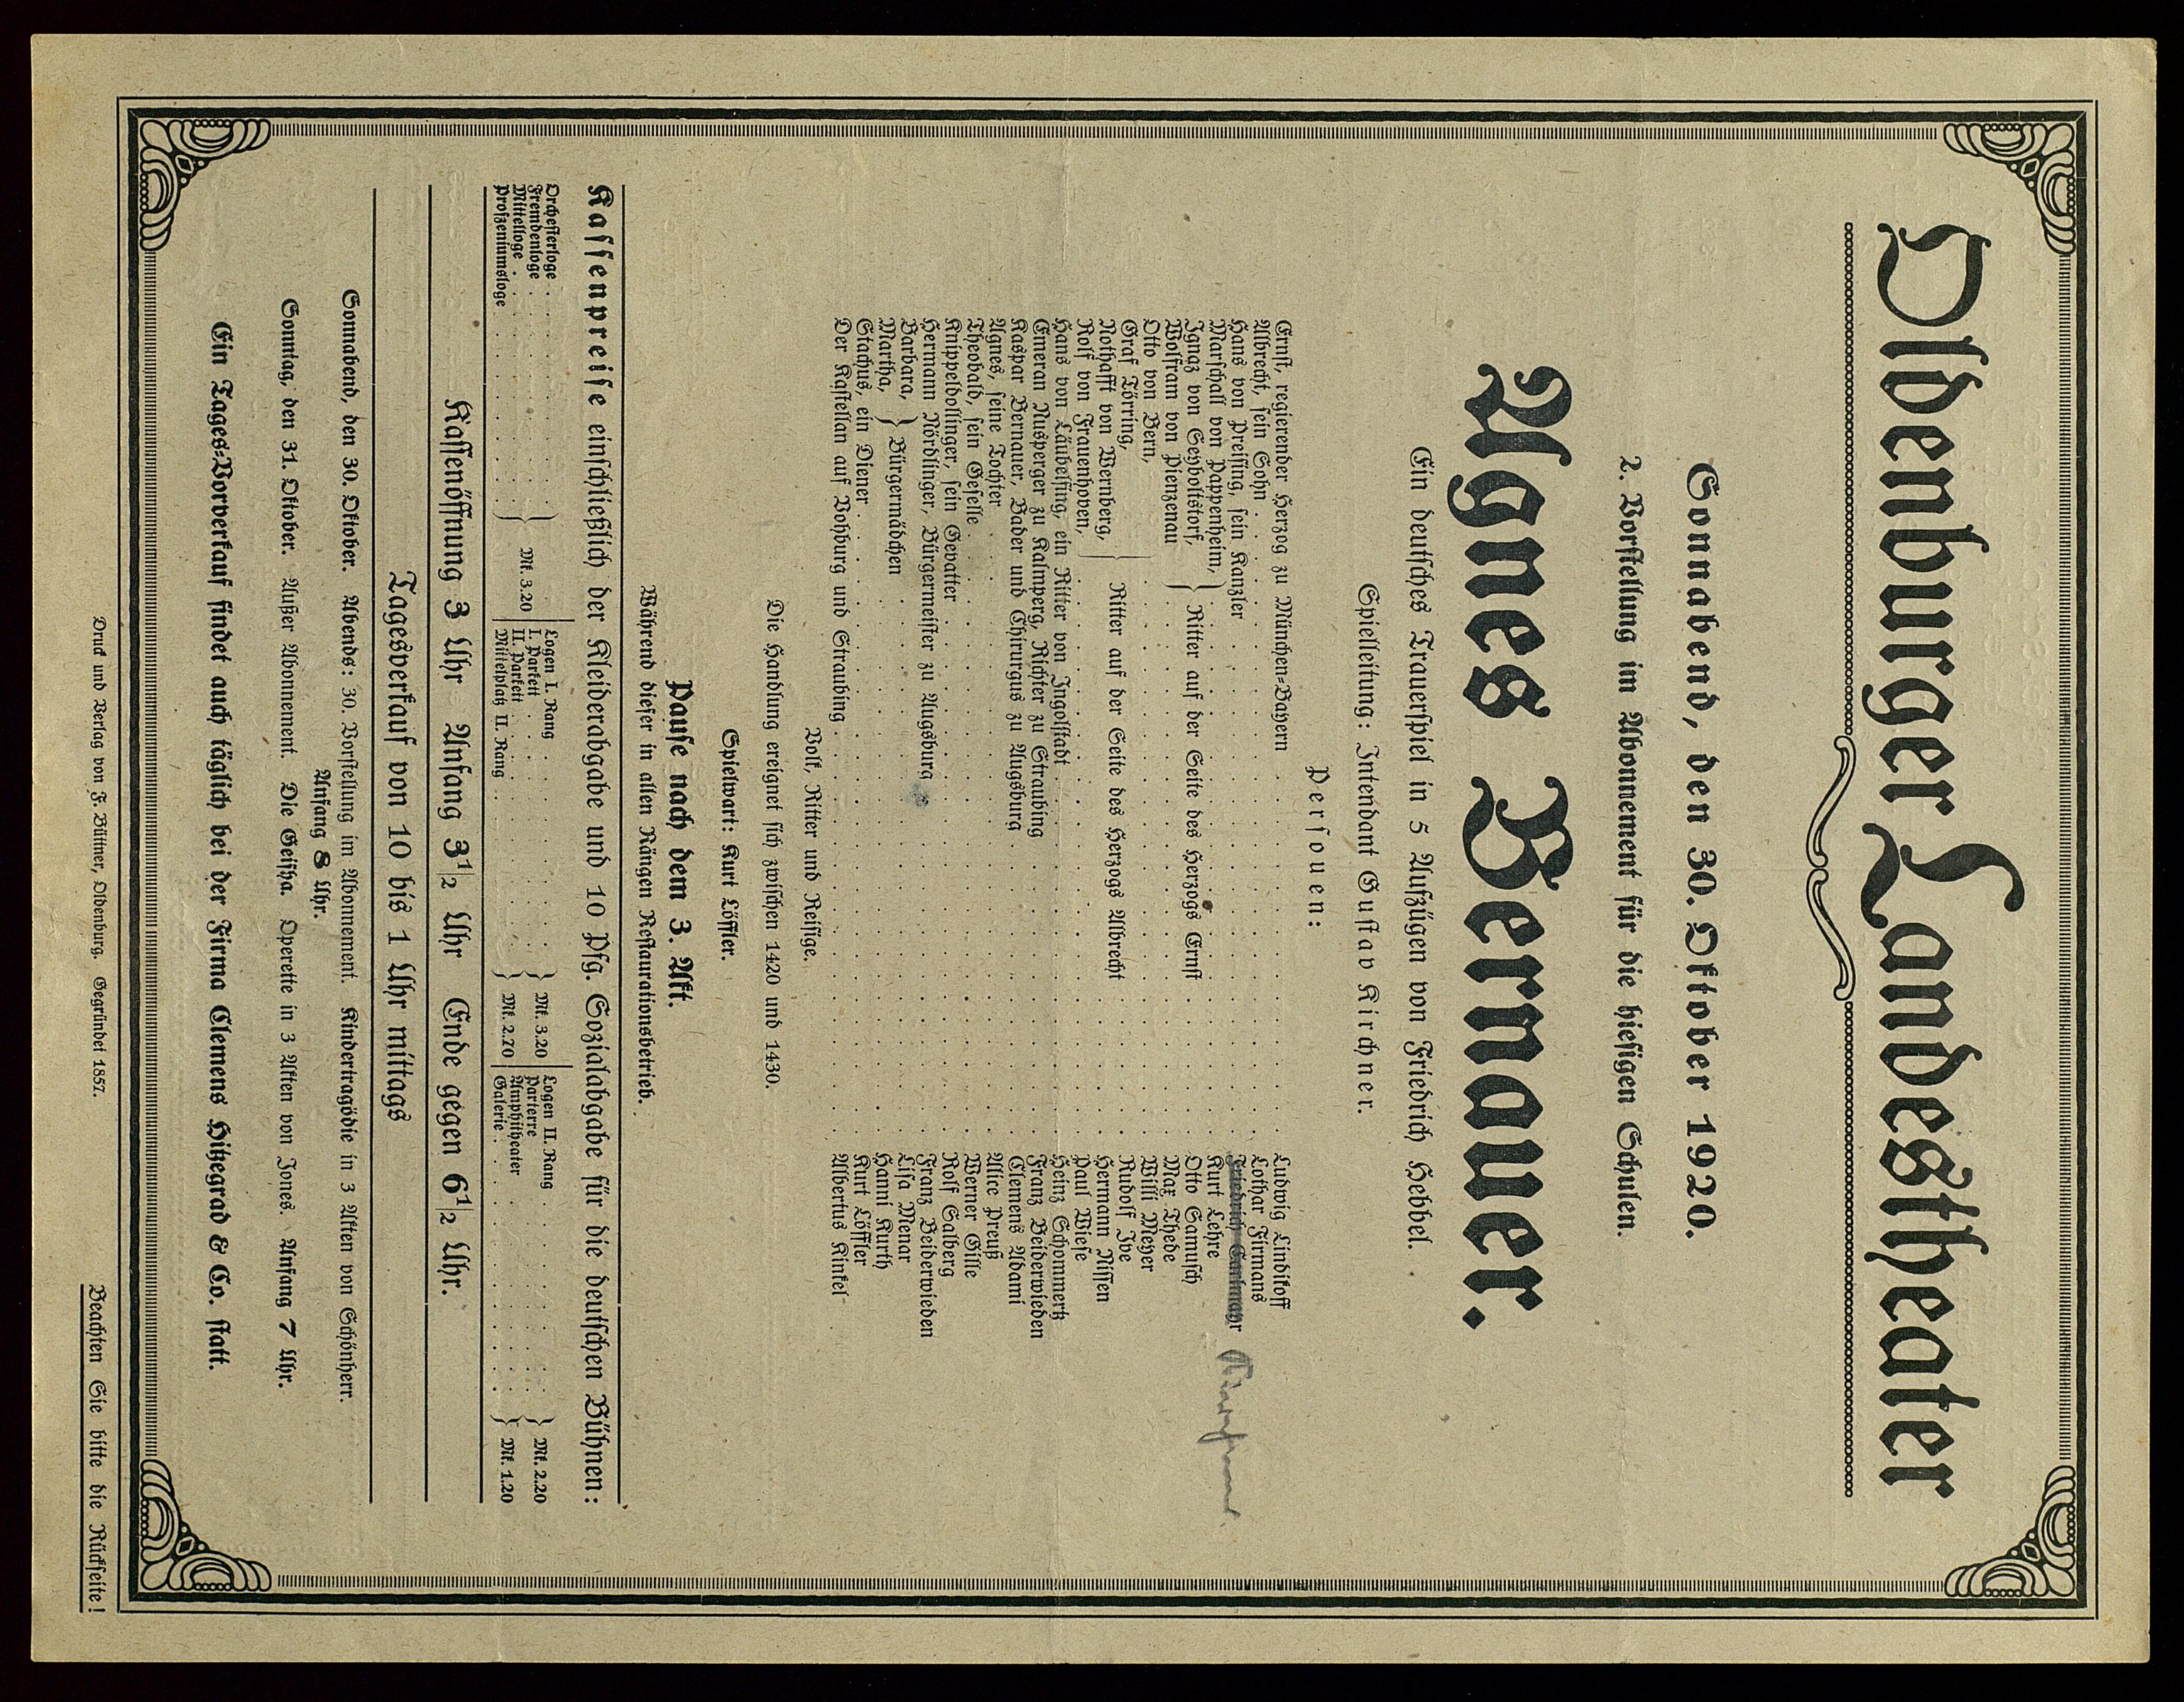 Oldenburger Landestheater
Sonnabend, den 30. Oktober 1920.
2. Vorstellung im Abonnement für die hiesigen Schulen.
Agnes Bernauer.
Ein deutsches Trauerspiel in 5 Aufzügen von Friedrich Hebbel.
Spielleitung: Intendant Gustav Kirchner.
Personen:
Ernst, regierender Herzog zu München-Bayern . . . Ludwig Lindikoff
Albrecht, sein Sohn . . . Lothar Firmans
Hans von Preising, sein Kanzler . . . Friedrich
Marschall von Pappenheim, } . . . Kurt Lehre
Ignaz von Seyboltstorf, } Ritter auf der Seite des Herzogs Ernst . . . Otto Samusch
Wolfram von Pienzenau } . . . Max Thede
Otto von Bern, . . . Willi Meyer
Graf Törring, } . . . Rudolf Ive
Nothafft von Wernberg, } Ritter auf der Seite des Herzogs Albrecht . . . Hermann Nissen
Rolf von Frauenhoven, } . . . Paul Wiese
Hans von Läubelfing, ein Ritter von Ingolstadt . . . Heinz Schommertz
Emeran Nusperger zu Kalmperg, Richter zu Straubing . . . Franz Beiderwieden
Kaspar Bernauer, Bader und Chirurgus zu Augsburg . . . Clemens Adami
Agnes, seine Tochter . . . Alice Preuß
Theobald, sein Geselle . . . Werner Gille
Knippeldollinger, sein Gevatter . . . Rolf Salberg
Hermann Nördlinger, Bürgermeister zu Augsburg . . . Franz Beiderwieden
Barbara, } Bürgermädchen . . . Lisa Menar
Martha, } . . . Hanni Kurth
Stachus, ein Diener . . . Kurt Löffler
Der Kastellan auf Vohburg und Straubing . . . Albertus Kinkel
Volk, Ritter und Reisige.
Die Handlung ereignet sich zwischen 1420 und 1430.
Spielwart: Kurt Löffler.
Pause nach dem 3. Akt.
Während dieser in allen Rängen Restaurationsbetrieb.
Kassenpreise einschließlich der Kleiderabgabe und 10 Pfg. Sozialabgabe für die deutschen Bühnen:
Orchesterloge . . . Logen I. Rang . . . Logen II. Rang . . .
Fremdenloge . . . } Mk. 3.20 I. Parkett . . . } Mk. 3.20 Parterre . . . } Mk. 2.20
Mittelloge . . . II. Parkett . . . } Mk. 2.70 Amphitheater . . . } Mk. 1.20
Proszeniumsloge . . . Mittelplatz II. Rang . . . Galerie . . .
Kassenöffnung 3 Uhr Anfang 3 1/2 Uhr Ende gegen 6 1/2 Uhr.
Tagesverkauf von 10 bis 1 Uhr mittags
Sonnabend, den 30. Oktober. Abends: 30. Vorstellung im Abonnement. Kindertragödie in 3 Akten von Schönherr.
Anfang 8 Uhr.
Sonntag, den 31. Oktober. Außer Abonnement. Die Geisha. Operette in 3 Akten von Jones. Anfang 7 Uhr.
Ein Tages-Vorverkauf findet auch täglich bei der Firma Clemens Hitzegrad & Co. statt.
Druck und Verlag von F. Büttner, Oldenburg. Gegründet 1857.
Beachten Sie bitte die Rückseite!